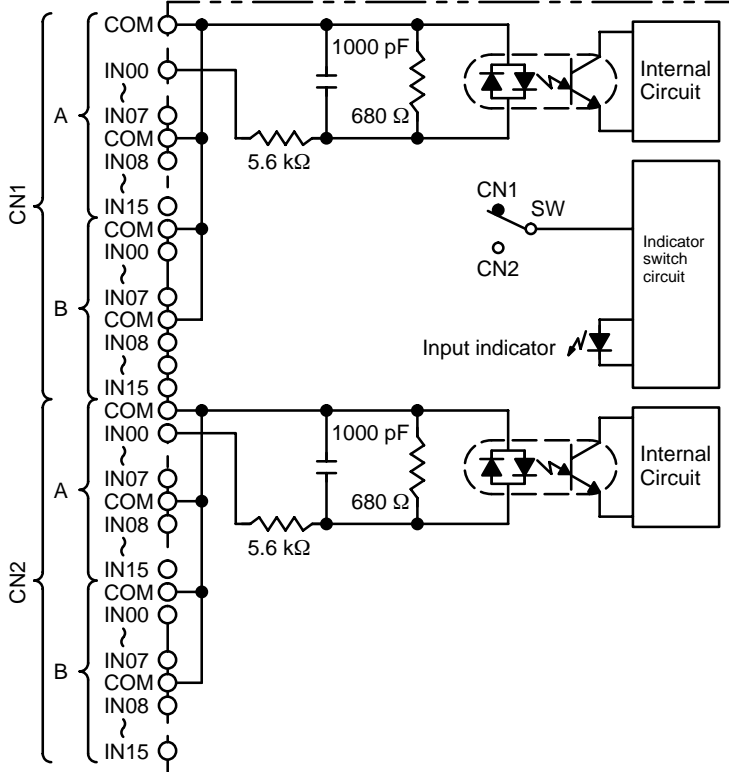 COM
IN00
~
IN07
COM
IN08
~
IN15
COM
IN00
~
IN07
COM
IN08
~
IN15
A
B
CN1
1000 pF
680 Ω
5.6 kΩ
Internal
Circuit
CN1
SW
CN2
Indicator
switch
circuit
Input indicator
COM
IN00
~
IN07
COM
IN08
~
IN15
COM
IN00
~
IN07
COM
IN08
~
IN15
A
B
CN2
1000 pF
680 Ω
5.6 kΩ
Internal
Circuit